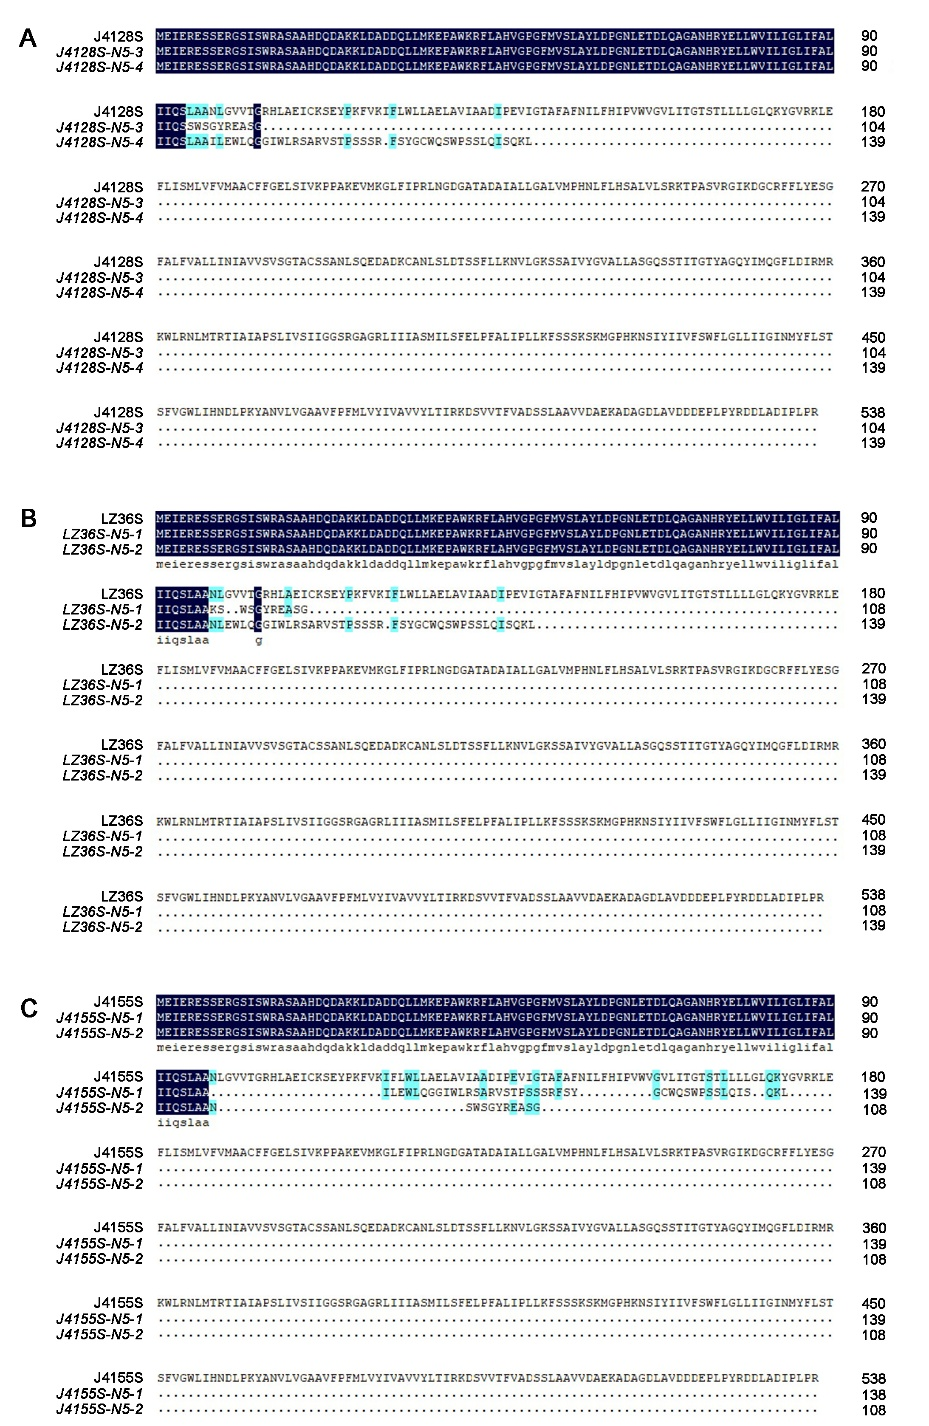 A
J4128S MEIERESSERGSISWRASAAHDQDAKKLDADDQLLMKEPAWKRFLAHVGPGFMVSLAYLDPGNLETDLQAGANHRYELLWVILIGLIFAL 90
J4128S-N5-3 MEIERESSERGSISWRASAAHDQDAKKLDADDQLLMKEPAWKRFLAHVGPGFMVSLAYLDPGNLETDLQAGANHRYELLWVILIGLIFAL 90
J4128S-N5-4 MEIERESSERGSISWRASAAHDQDAKKLDADDQLLMKEPAWKRFLAHVGPGFMVSLAYLDPGNLETDLQAGANHRYELLWVILIGLIFAL 90
J4128S IIQSLAANLGVVTGRHLAEICKSEYPKFVKIFLWLLAELAVIAADIPEVIGTAFAFNILFHIPVWVGVLITGTSTLLLLGLQKYGVRKLE 180
J4128S-N5-3 IIQSSWSGYREASG 104
J4128S-N5-4 IIQSLAAILEWLQGGIWLRSARVSTPSSSR.FSYGCWQSWPSSLQISQKL 139
J4128S FLISMLVFVMAACFFGELSIVKPPAKEVMKGLFIPRLNGDGATADAIALLGALVMPHNLFLHSALVLSRKTPASVRGIKDGCRFFLYESG 270
J4128S-N5-3 104
J4128S-N5-4 139
J4128S FALFVALLINIAVVSVSGTACSSANLSQEDADKCANLSLDTSSFLLKNVLGKSSAIVYGVALLASGQSSTITGTYAGQYIMQGFLDIRMR 360
J4128S-N5-3 104
J4128S-N5-4 139
J4128S KWLRNLMTRTIAIAPSLIVSIIGGSRGAGRLIIIASMILSFELPFALIPLLKFSSSKSKMGPHKNSIYIIVFSWFLGLLIIGINMYFLST 450
J4128S-N5-3 104
J4128S-N5-4 139
J4128S SFVGWLIHNDLPKYANVLVGAAVFPFMLVYIVAVVYLTIRKDSVVTFVADSSLAAVVDAEKADAGDLAVDDDEPLPYRDDLADIPLPR 538
J4128S-N5-3 104
J4128S-N5-4 139
B
LZ36S MEIERESSERGSISWRASAAHDQDAKKLDADDQLLMKEPAWKRFLAHVGPGFMVSLAYLDPGNLETDLQAGANHRYELLWVILIGLIFAL 90
LZ36S-N5-1 MEIERESSERGSISWRASAAHDQDAKKLDADDQLLMKEPAWKRFLAHVGPGFMVSLAYLDPGNLETDLQAGANHRYELLWVILIGLIFAL 90
LZ36S-N5-2 MEIERESSERGSISWRASAAHDQDAKKLDADDQLLMKEPAWKRFLAHVGPGFMVSLAYLDPGNLETDLQAGANHRYELLWVILIGLIFAL 90
meieressergsiswrasaahdqdakkldaddqllmkepawkrflahvgpgfmvslayldpgnletdlqaganhryellwviliglifal
LZ36S IIQSLAANLGVVTGRHLAEICKSEYPKFVKIFLWLLAELAVIAADIPEVIGTAFAFNILFHIPVWVGVLITGTSTLLLLGLQKYGVRKLE 180
LZ36S-N5-1 IIQSLAAKS..WSGYREASG 108
LZ36S-N5-2 IIQSLAANLEWLQGGIWLRSARVSTPSSSR.FSYGCWQSWPSSLQISQKL 139
iiqslaa g
LZ36S FLISMLVFVMAACFFGELSIVKPPAKEVMKGLFIPRLNGDGATADAIALLGALVMPHNLFLHSALVLSRKTPASVRGIKDGCRFFLYESG 270
LZ36S-N5-1 108
LZ36S-N5-2 139
LZ36S FALFVALLINIAVVSVSGTACSSANLSQEDADKCANLSLDTSSFLLKNVLGKSSAIVYGVALLASGQSSTITGTYAGQYIMQGFLDIRMR 360
LZ36S-N5-1 108
LZ36S-N5-2 139
LZ36S KWLRNLMTRTIAIAPSLIVSIIGGSRGAGRLIIIASMILSFELPFALIPLLKFSSSKSKMGPHKNSIYIIVFSWFLGLLIIGINMYFLST 450
LZ36S-N5-1 108
LZ36S-N5-2 139
LZ36S SFVGWLIHNDLPKYANVLVGAAVFPFMLVYIVAVVYLTIRKDSVVTFVADSSLAAVVDAEKADAGDLAVDDDEPLPYRDDLADIPLPR 538
LZ36S-N5-1 108
LZ36S-N5-2 139
C
J4155S MEIERESSERGSISWRASAAHDQDAKKLDADDQLLMKEPAWKRFLAHVGPGFMVSLAYLDPGNLETDLQAGANHRYELLWVILIGLIFAL 90
J4155S-N5-1 MEIERESSERGSISWRASAAHDQDAKKLDADDQLLMKEPAWKRFLAHVGPGFMVSLAYLDPGNLETDLQAGANHRYELLWVILIGLIFAL 90
J4155S-N5-2 MEIERESSERGSISWRASAAHDQDAKKLDADDQLLMKEPAWKRFLAHVGPGFMVSLAYLDPGNLETDLQAGANHRYELLWVILIGLIFAL 90
meieressergsiswrasaahdqdakkldaddqllmkepawkrflahvgpgfmvslayldpgnletdlqaganhryellwviliglifal
J4155S IIQSLAANLGVVTGRHLAEICKSEYPKFVKIFLWLLAELAVIAADIPEVIGTAFAFNILFHIPVWVGVLITGTSTLLLLGLQKYGVRKLE 180
J4155S-N5-1 IIQSLAA.......................ILEWLQGGIWLRSARVSTPSSSRFSY..........GCWQSWPSSLQIS..QKL...... 139
J4155S-N5-2 IIQSLAAN.................................SWSGYREASG 108
iiqslaa
J4155S FLISMLVFVMAACFFGELSIVKPPAKEVMKGLFIPRLNGDGATADAIALLGALVMPHNLFLHSALVLSRKTPASVRGIKDGCRFFLYESG 270
J4155S-N5-1 139
J4155S-N5-2 108
J4155S FALFVALLINIAVVSVSGTACSSANLSQEDADKCANLSLDTSSFLLKNVLGKSSAIVYGVALLASGQSSTITGTYAGQYIMQGFLDIRMR 360
J4155S-N5-1 139
J4155S-N5-2 108
J4155S KWLRNLMTRTIAIAPSLIVSIIGGSRGAGRLIIIASMILSFELPFALIPLLKFSSSKSKMGPHKNSIYIIVFSWFLGLLIIGINMYFLST 450
J4155S-N5-1 139
J4155S-N5-2 108
J4155S SFVGWLIHNDLPKYANVLVGAAVFPFMLVYIVAVVYLTIRKDSVVTFVADSSLAAVVDAEKADAGDLAVDDDEPLPYRDDLADIPLPR 538
J4155S-N5-1 138
J4155S-N5-2 108